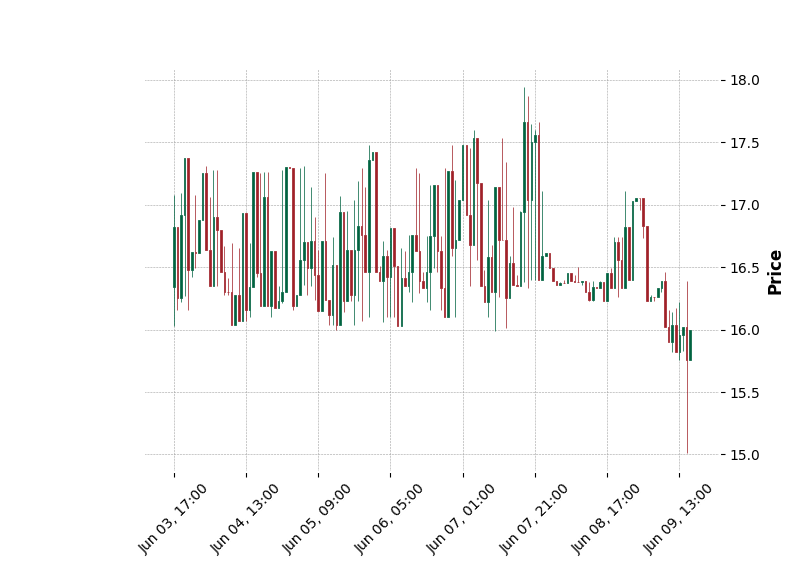 18.0
17.5
17.0
16.5
16.0
15.5
15.0
Price
Jun 03, 17:00
Jun 04, 13:00
Jun 05, 09:00
Jun 06, 05:00
Jun 07, 01:00
Jun 07, 21:00
Jun 08, 17:00
Jun 09, 13:00